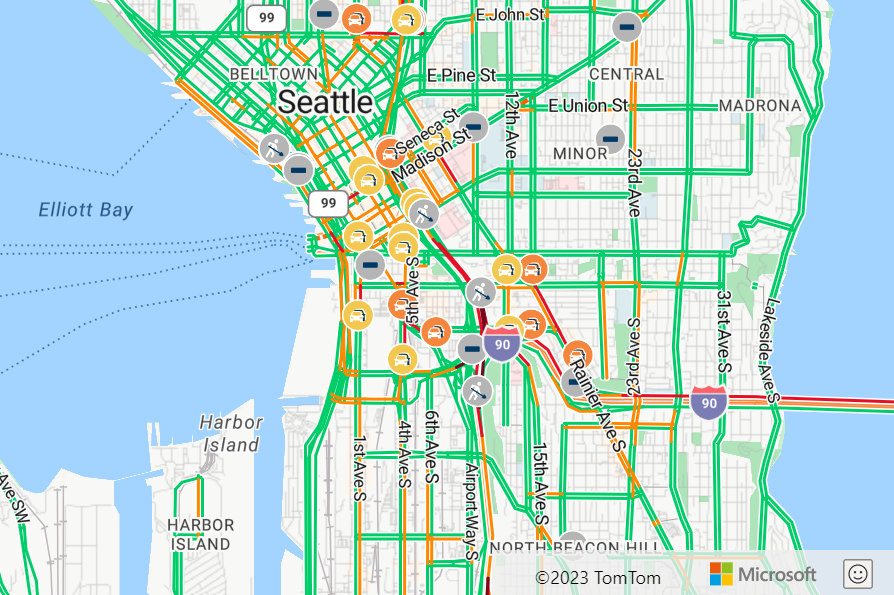 99
E John St
BELLTOWN
E Pine St
CENTRAL
Seattle
E Union St
MADRONA
12th Ave
Seneca St
Madison St
MINOR
23rd Ave
99
Elliott Bay
5th Ave S
31st Ave S
Lakeside Ave S
90
23rd Ave S
90
Rainier Ave S
Harbor
Island
1st Ave S
4th Ave S
6th Ave S
Airport Way S
15th Ave S
Ave SW
HARBOR
ISLAND
NORTH BEACON HILL
©2023 TomTom
Microsoft